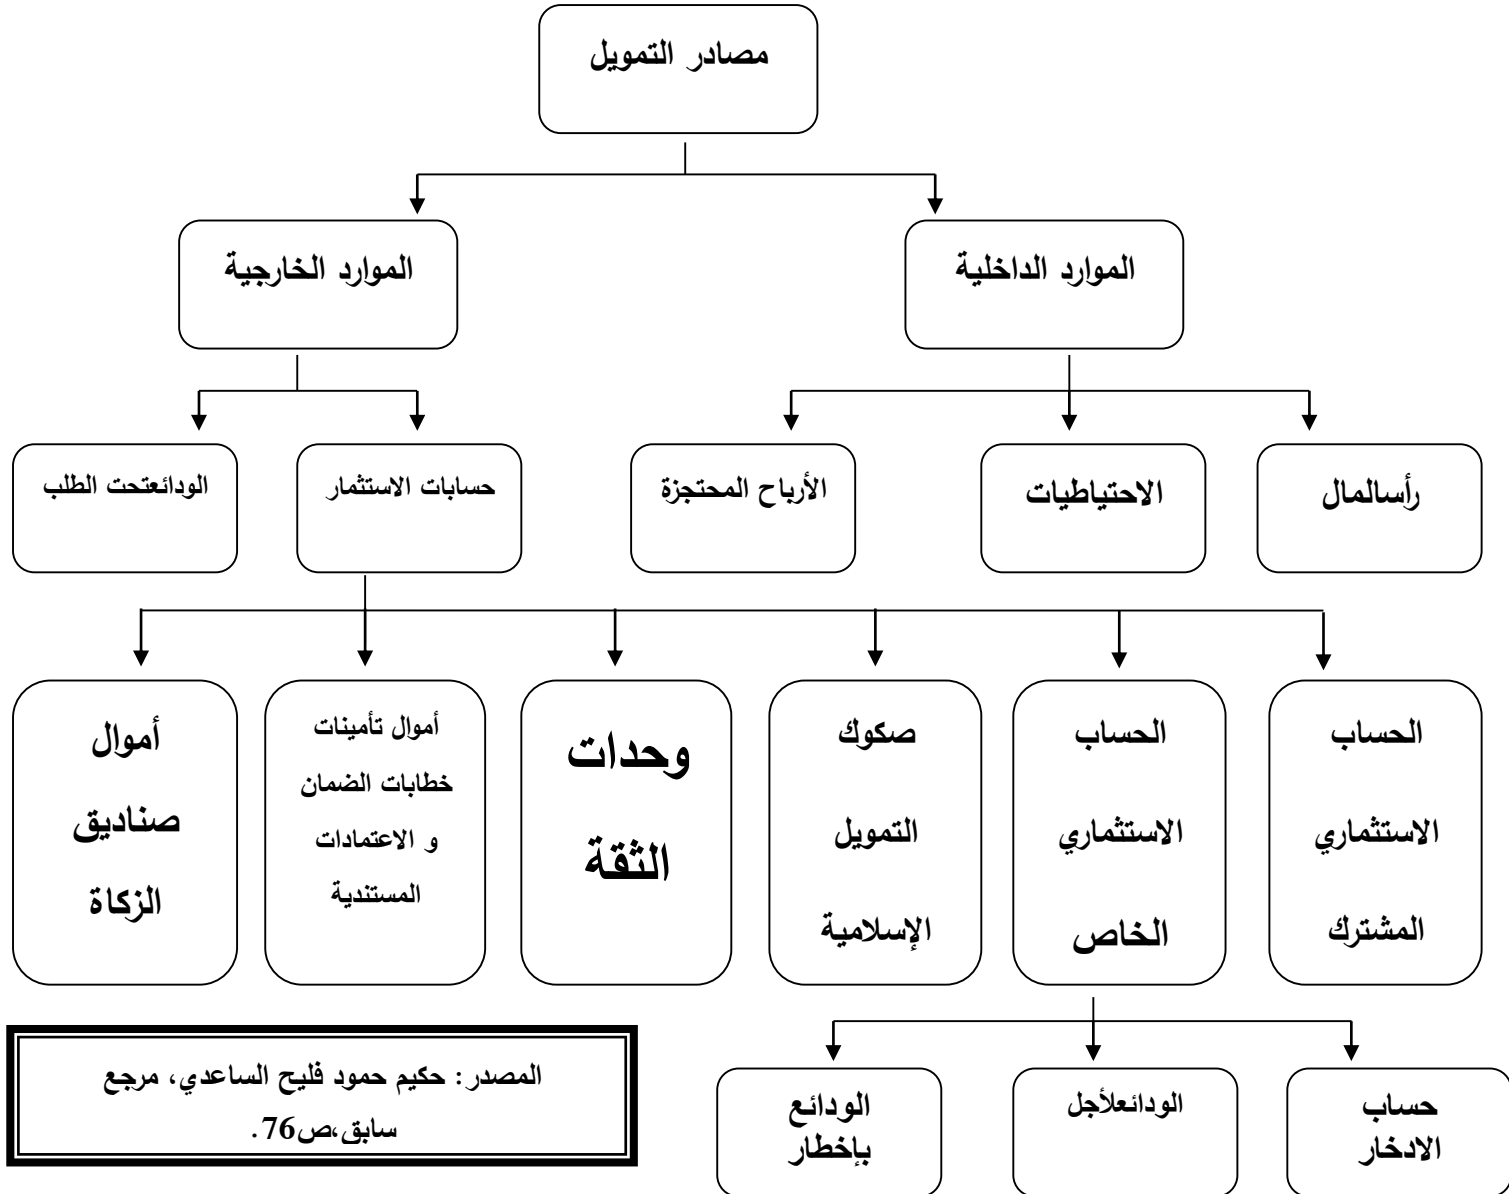 مصادر التمويل
الموارد الداخلية
الموارد الخارجية
رأسالمال
الاحتياطيات
الأرباح المحتجزة
حسابات الاستثمار
الودائعتحت الطلب
الحساب
الاستثماري
المشترك
الحساب
الاستثماري
الخاص
صكوك
التمويل
الإسلامية
وحدات
الثقة
أموال تأمينات
خطابات الضمان
و الاعتمادات
المستندية
أموال
صناديق
الزكاة
حساب
الادخار
الودائعلأجل
الودائع
بإخطار
المصدر: حكيم حمود فليح الساعدي، مرجع
سابق،ص76.